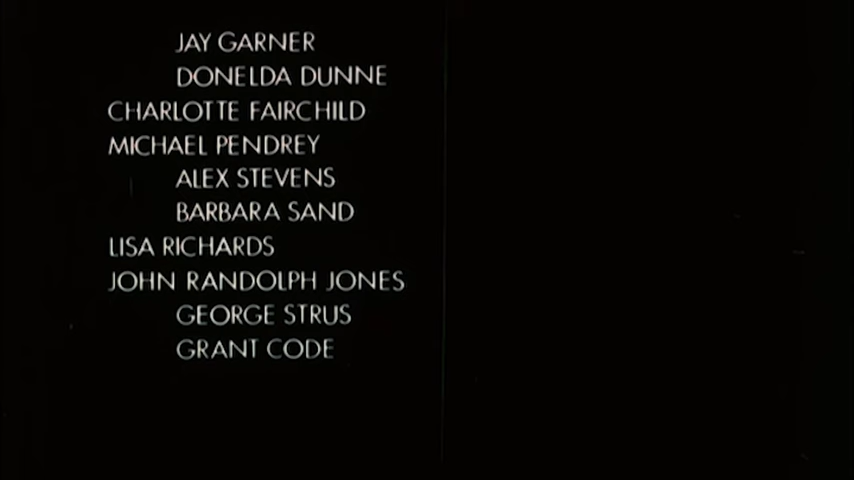 JAY GARNER
DONELDA DUNNE
CHARLOTTE FAIRCHILD
MICHAEL PENDREY
ALEX STEVENS
BARBARA SAND
LISA RICHARDS
JOHN RANDOLPH JONES
GEORGE STRUS
GRANT CODE